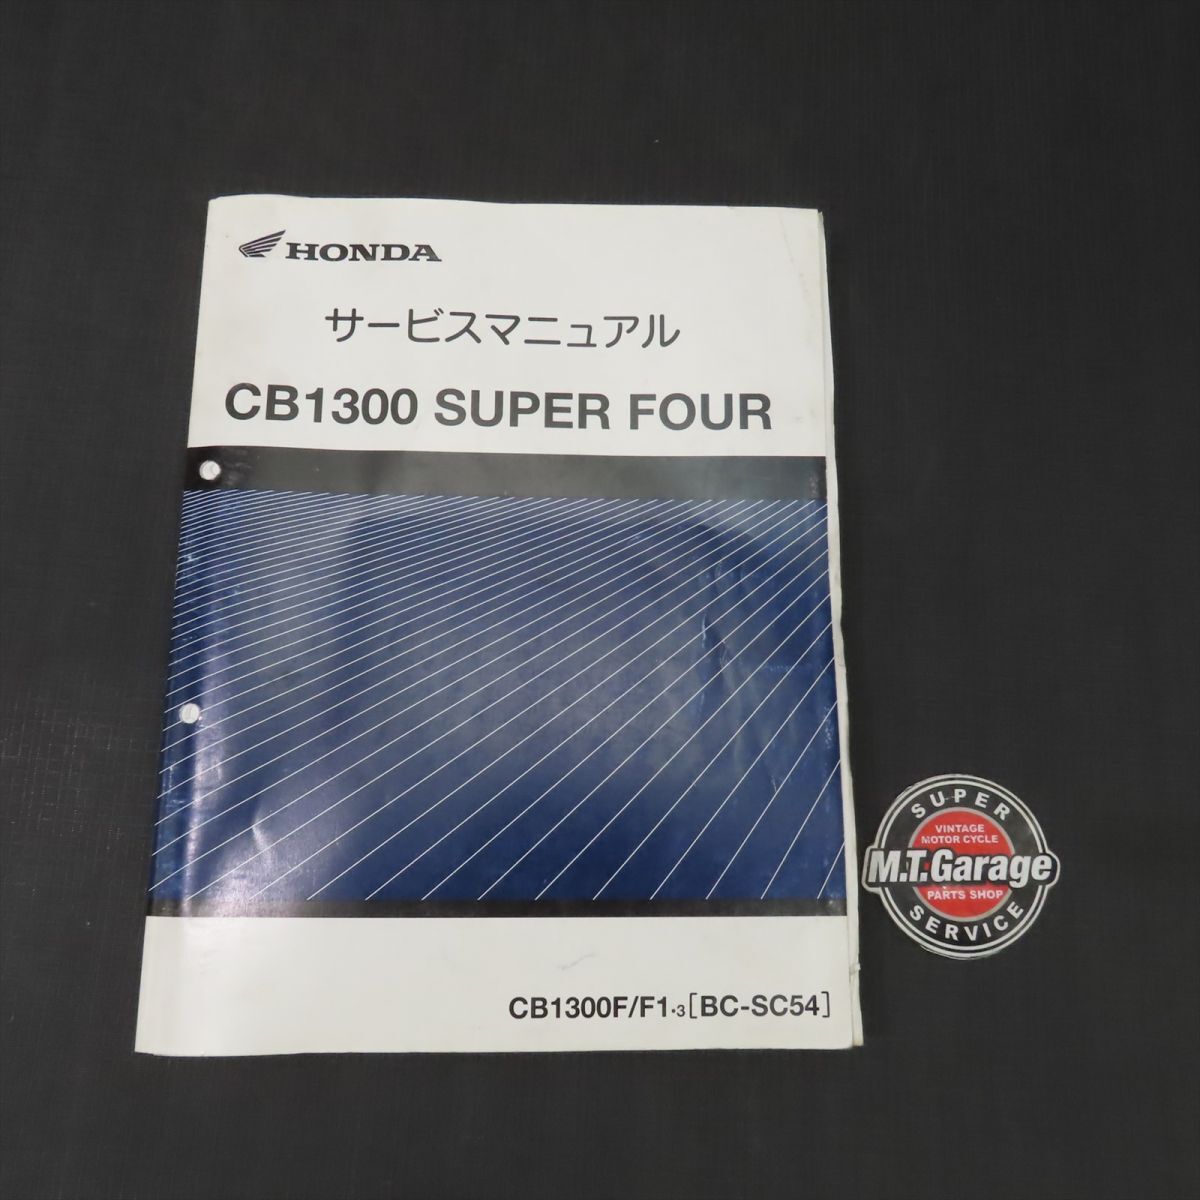 HONDA
サービスマニュアル
CB1300 SUPER FOUR
CB1300F/F1・3［BC-SC54］
SUPER
VINTAGE
MOTOR CYCLE
M.T.Garage
PARTS SHOP
SERVICE